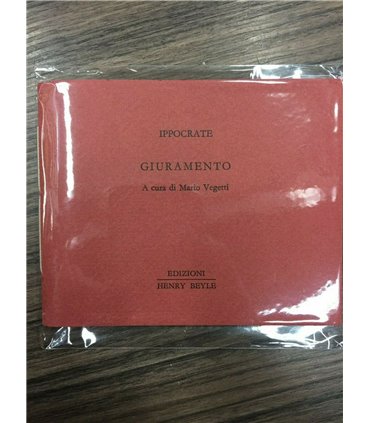 IPPOCRATE
GIURAMENTO
A cura di Mario Vegetti
EDIZIONI
HENRY BEYLE